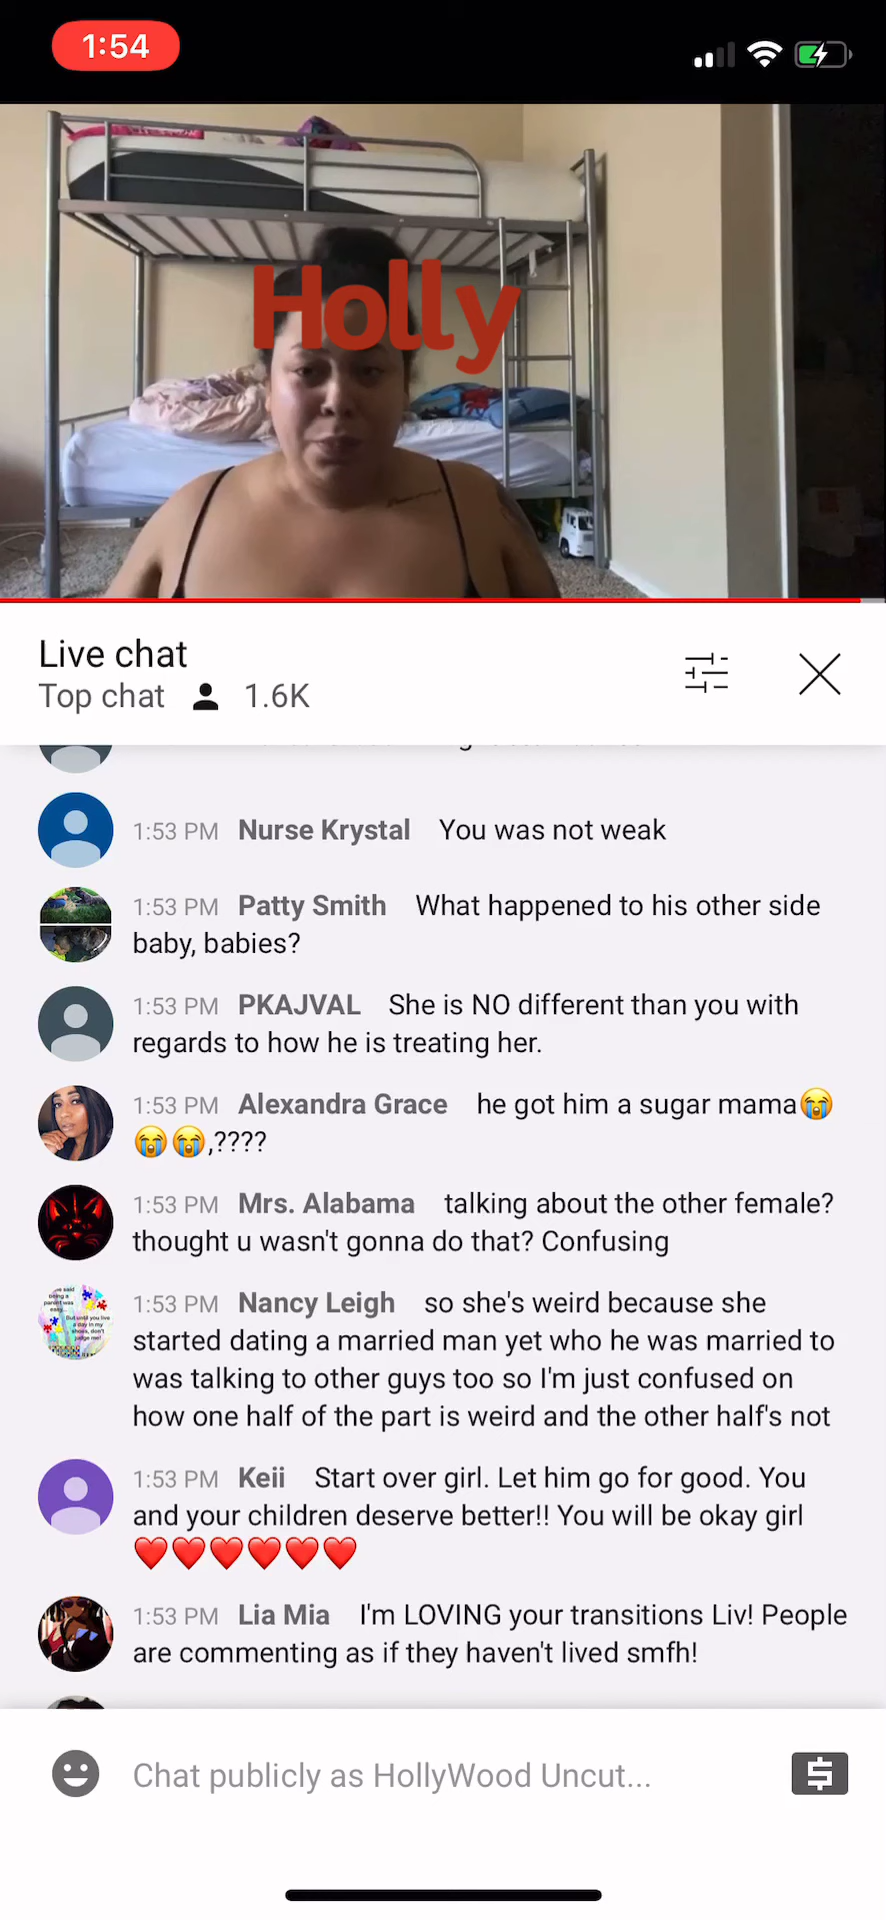 1:54
Holly
Live chat
Top chat 1.6K
1:53 PM Nurse Krystal You was not weak
1:53 PM Patty Smith What happened to his other side
baby, babies?
1:53 PM PKAJVAL She is NO different than you with
regards to how he is treating her.
1:53 PM Alexandra Grace he got him a sugar mama😭
😭😭,????
1:53 PM Mrs. Alabama talking about the other female?
thought u wasn't gonna do that? Confusing
1:53 PM Nancy Leigh so she's weird because she
started dating a married man yet who he was married to
was talking to other guys too so I'm just confused on
how one half of the part is weird and the other half's not
1:53 PM Keii Start over girl. Let him go for good. You
and your children deserve better!! You will be okay girl
❤️❤️❤️❤️❤️❤️
1:53 PM Lia Mia I'm LOVING your transitions Liv! People
are commenting as if they haven't lived smfh!
Chat publicly as HollyWood Uncut...